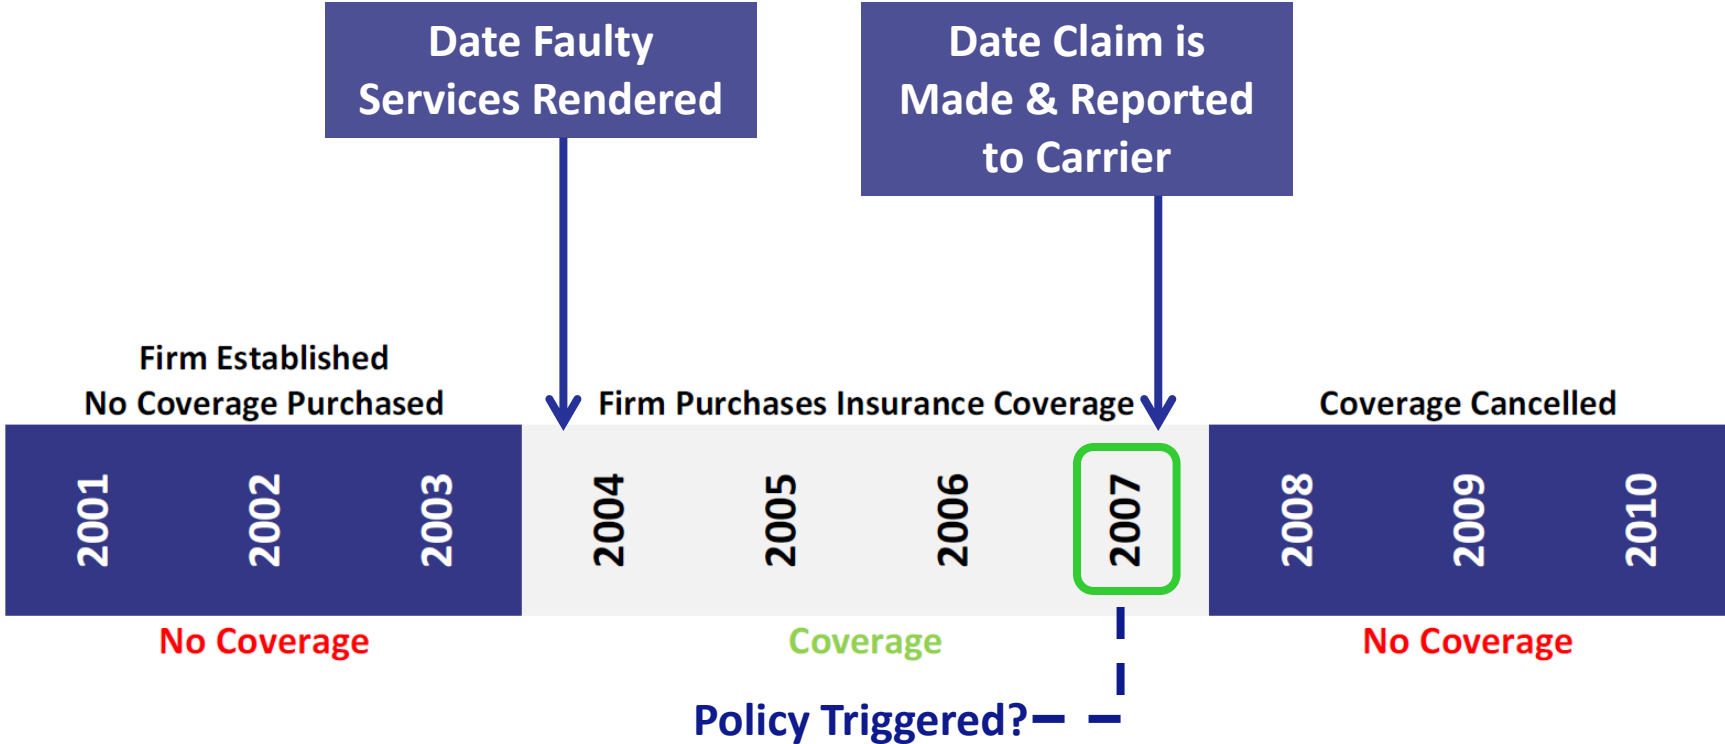 Date Faulty
Services Rendered
Date Claim is
Made & Reported
to Carrier
Firm Established
No Coverage Purchased
Firm Purchases Insurance Coverage
Coverage Cancelled
2001
2002
2003
2004
2005
2006
2007
2008
2009
2010
No Coverage
Coverage
No Coverage
Policy Triggered?